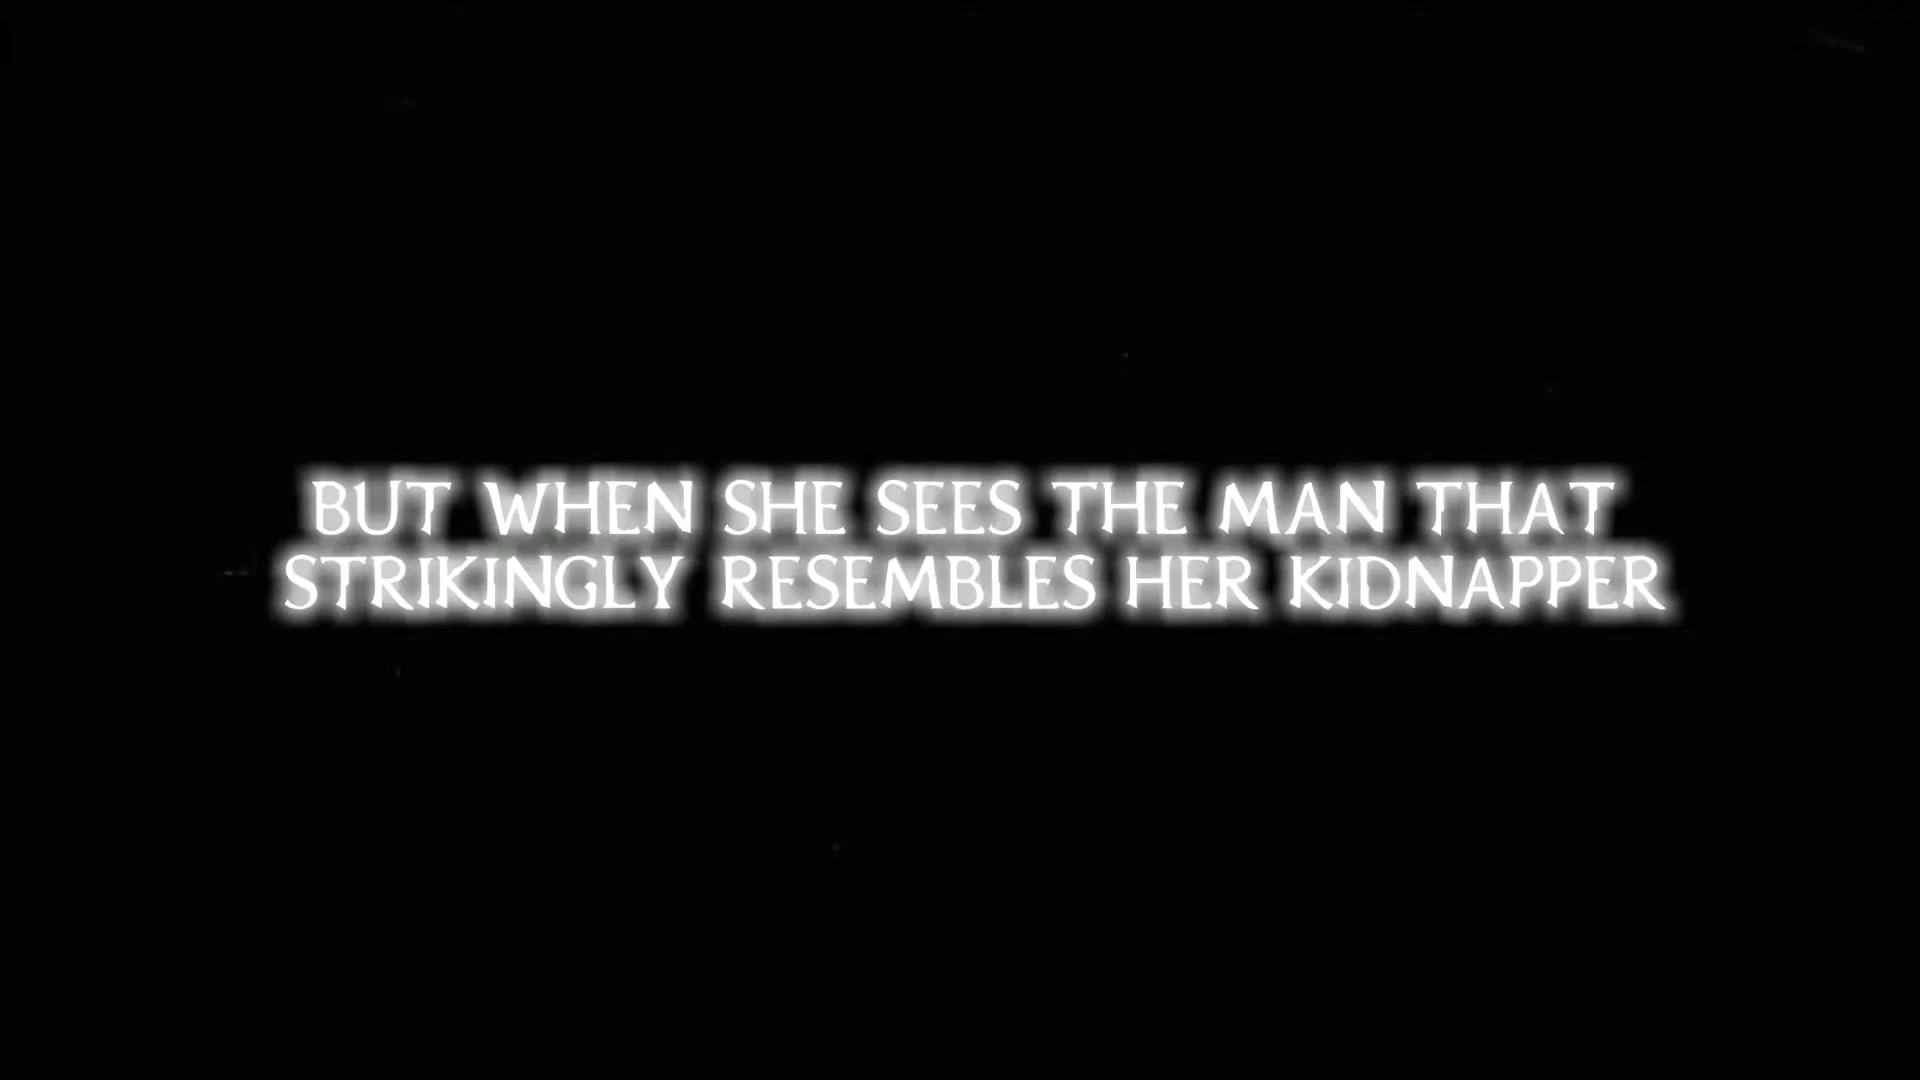 BUT WHEN SHE SEES THE MAN THAT
STRIKINGLY RESEMBLES HER KIDNAPPER